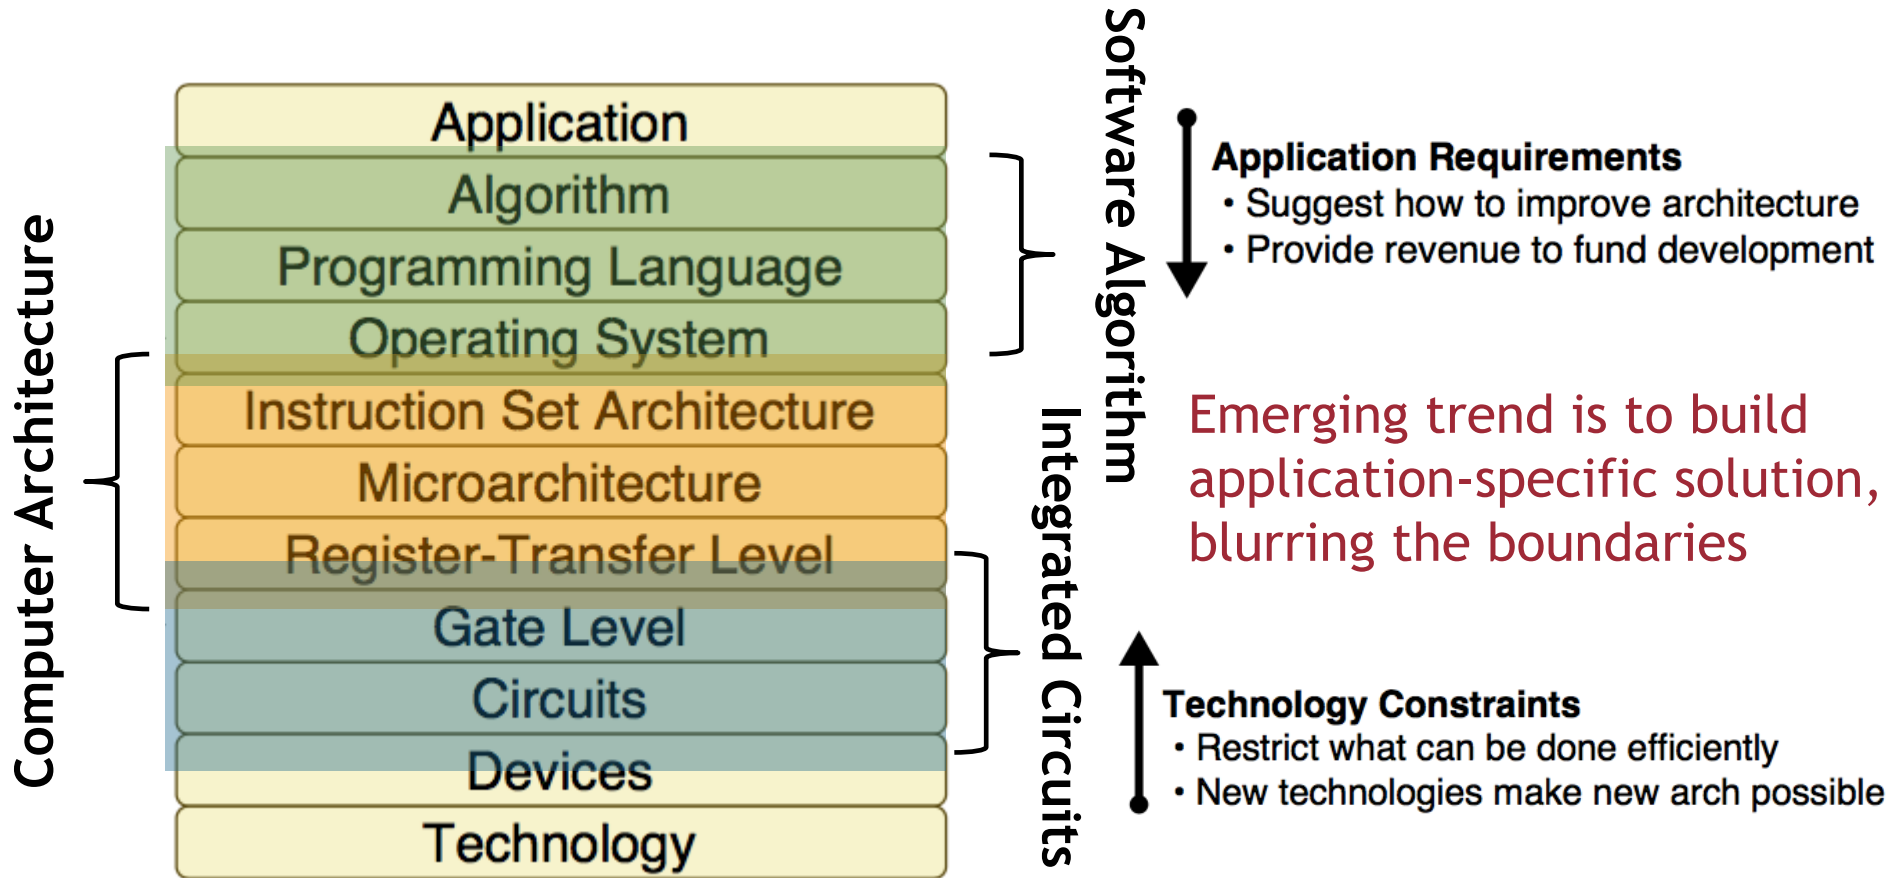 Computer Architecture
Application
Algorithm
Programming Language
Operating System
Instruction Set Architecture
Microarchitecture
Register-Transfer Level
Gate Level
Circuits
Devices
Technology
Software Algorithm
Integrated Circuits
Application Requirements
• Suggest how to improve architecture
• Provide revenue to fund development
Emerging trend is to build
application-specific solution,
blurring the boundaries
Technology Constraints
• Restrict what can be done efficiently
• New technologies make new arch possible